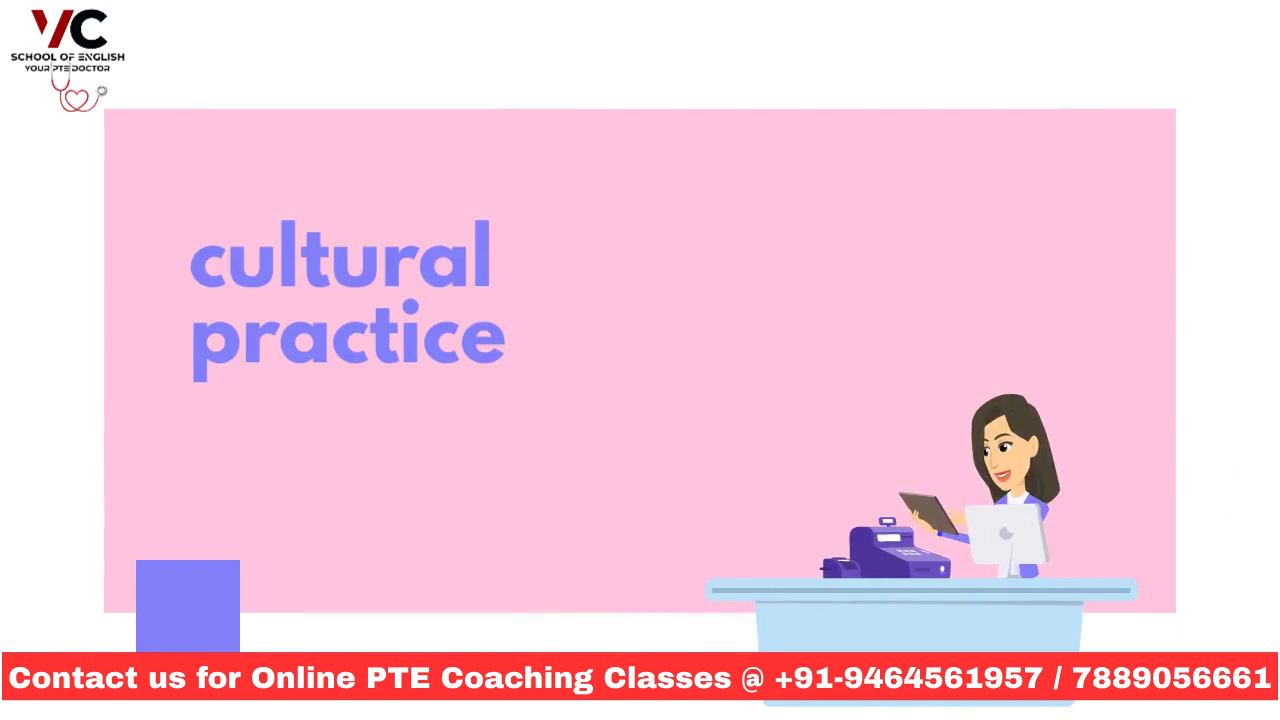 VC
SCHOOL OF ENGLISH
YOUR PTE DOCTOR
cultural
practice
Contact us for Online PTE Coaching Classes @ +91-9464561957 / 7889056661